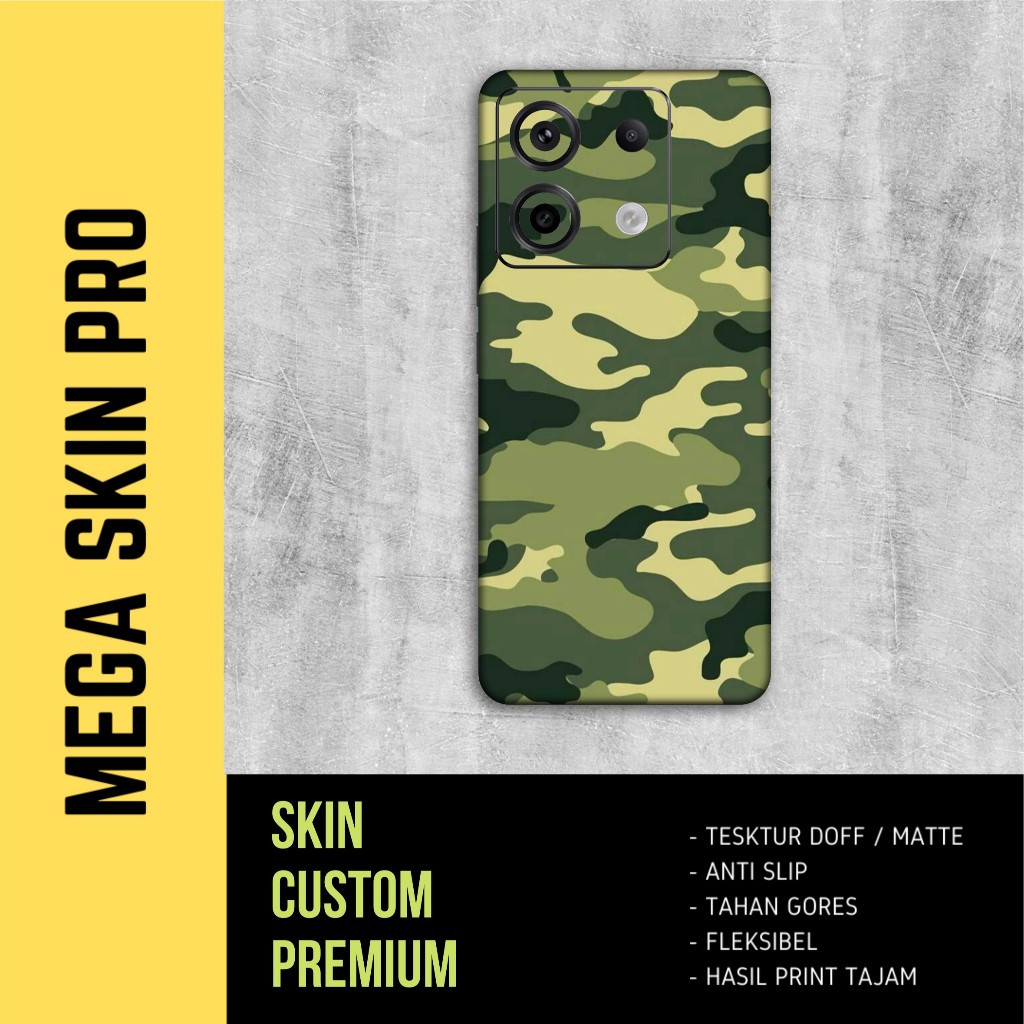 MEGA SKIN PRO
SKIN
CUSTOM
PREMIUM
- TESKTUR DOFF / MATTE
- ANTI SLIP
- TAHAN GORES
- FLEKSIBEL
- HASIL PRINT TAJAM